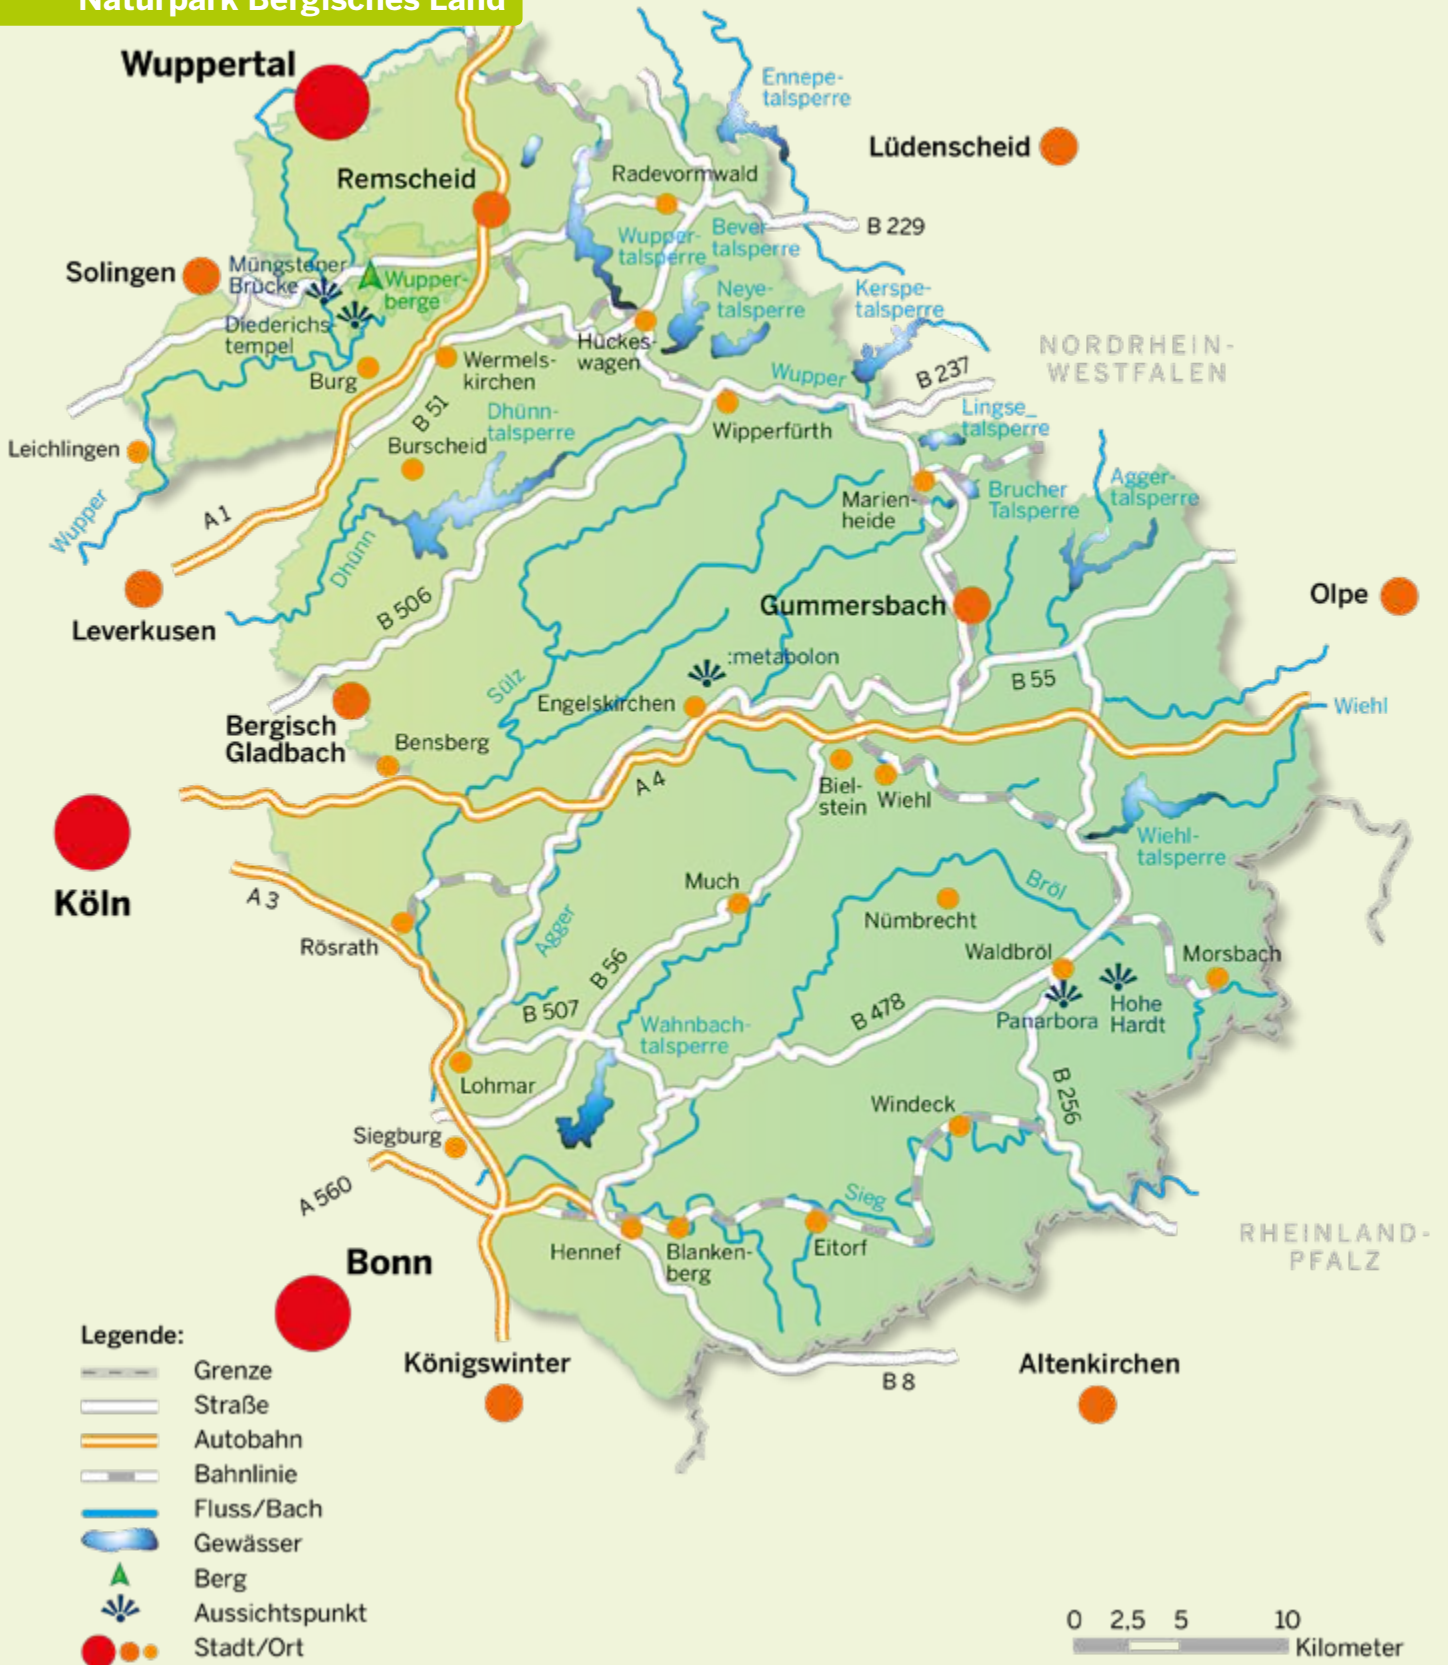 Naturpark Bergisches Land
Wuppertal
Ennepe-
talsperre
Lüdenscheid
Remscheid
Radevormwald
B 229
Wupper-
talsperre
Bever-
talsperre
Solingen
Müngstener
Brücke
Wupper-
berge
Neye-
talsperre
Kerspe-
talsperre
Diederichs-
tempel
Hückes-
wagen
NORDRHEIN-
WESTFALEN
Burg
Wermels-
kirchen
Wupper
B 237
B 51
Dhünn-
talsperre
Lingse_
talsperre
Leichlingen
Burscheid
Wipperfürth
Wupper
A 1
Marien-
heide
Brucher
Talsperre
Agger-
talsperre
Dhünn
B 506
Leverkusen
Gummersbach
Olpe
:metabolon
Sülz
B 55
Engelskirchen
Wiehl
Bergisch
Gladbach
Bensberg
A 4
Biel-
stein
Wiehl
Köln
Wiehl-
talsperre
A 3
Much
Bröl
Nümbrecht
Rösrath
Agger
B 56
Waldbröl
Morsbach
B 507
B 478
Panarbora
Hohe
Hardt
Wahnbach-
talsperre
Lohmar
B 256
Windeck
Siegburg
A 560
Sieg
Bonn
Hennef
Blanken-
berg
Eitorf
RHEINLAND-
PFALZ
Königswinter
B 8
Altenkirchen
Legende:
Grenze
Straße
Autobahn
Bahnlinie
Fluss/Bach
Gewässer
Berg
Aussichtspunkt
Stadt/Ort
0 2,5 5 10
Kilometer